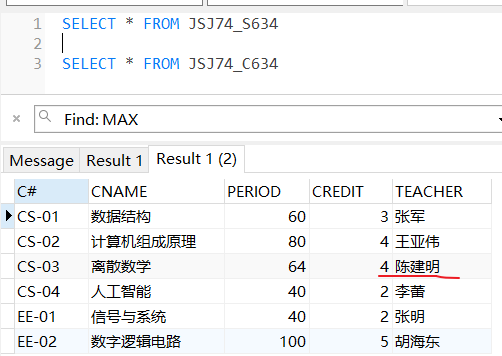 1 SELECT * FROM JSJ74_S634
2
3 SELECT * FROM JSJ74_C634
× Find: MAX
Message Result 1 Result 1 (2)
C# CNAME PERIOD CREDIT TEACHER
CS-01 数据结构 60 3 张军
CS-02 计算机组成原理 80 4 王亚伟
CS-03 离散数学 64 4 陈建明
CS-04 人工智能 40 2 李蕾
EE-01 信号与系统 40 2 张明
EE-02 数字逻辑电路 100 5 胡海东